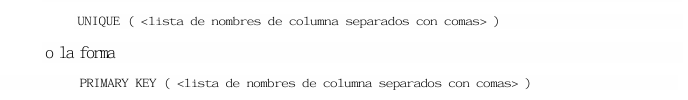 UNIQUE ( <lista de nombres de columna separados con comas> )
o la forma
PRIMARY KEY ( <lista de nombres de columna separados con comas> )